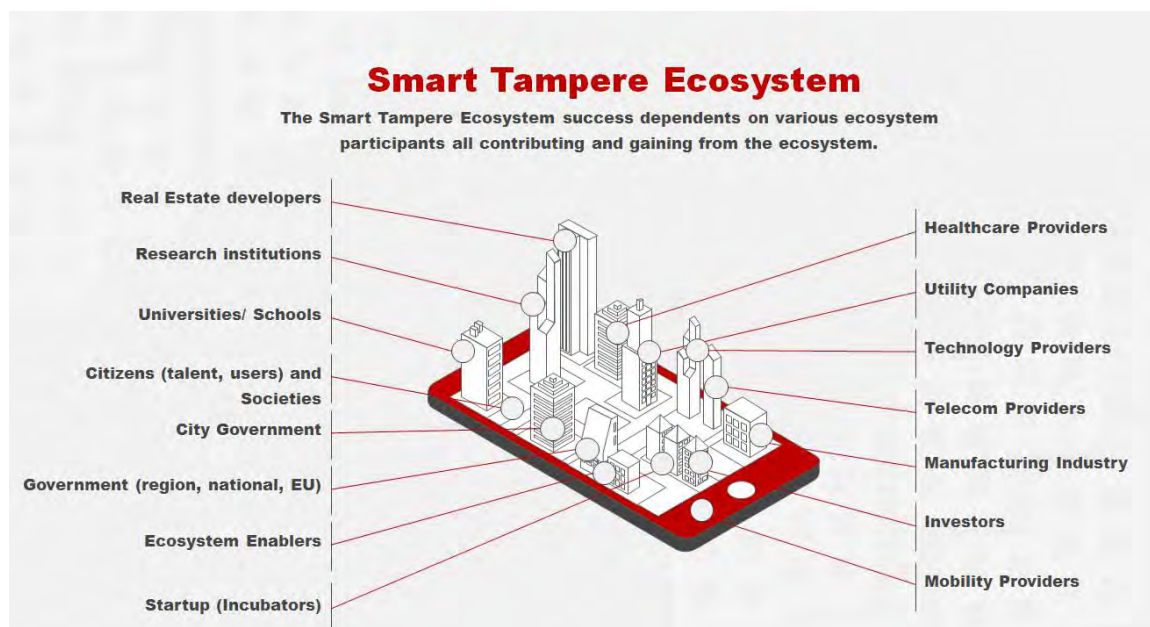 Smart Tampere Ecosystem
The Smart Tampere Ecosystem success dependents on various ecosystem
participants all contributing and gaining from the ecosystem.
Real Estate developers
Research institutions
Universities/ Schools
Citizens (talent, users) and
Societies
City Government
Government (region, national, EU)
Ecosystem Enablers
Startup (Incubators)
Healthcare Providers
Utility Companies
Technology Providers
Telecom Providers
Manufacturing Industry
Investors
Mobility Providers